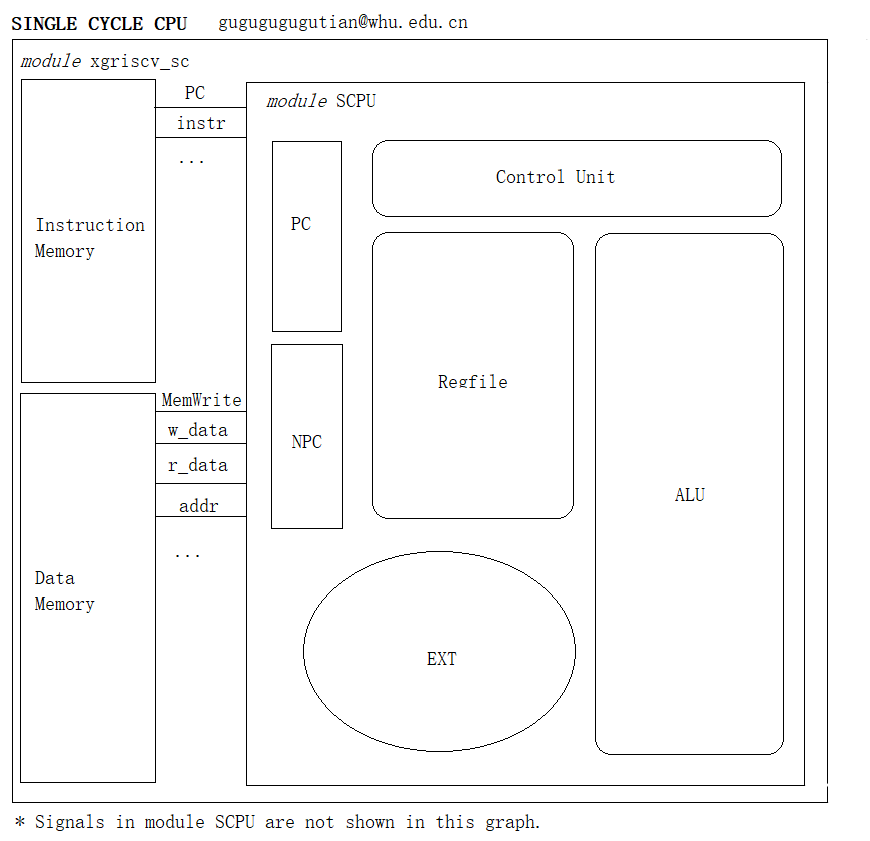 SINGLE CYCLE CPU gugugugugutian@whu.edu.cn
module xgriscv_sc
PC
instr
...
Instruction
Memory
module SCPU
PC
Control Unit
Regfile
NPC
ALU
EXT
MemWrite
w_data
r_data
addr
...
Data
Memory
* Signals in module SCPU are not shown in this graph.